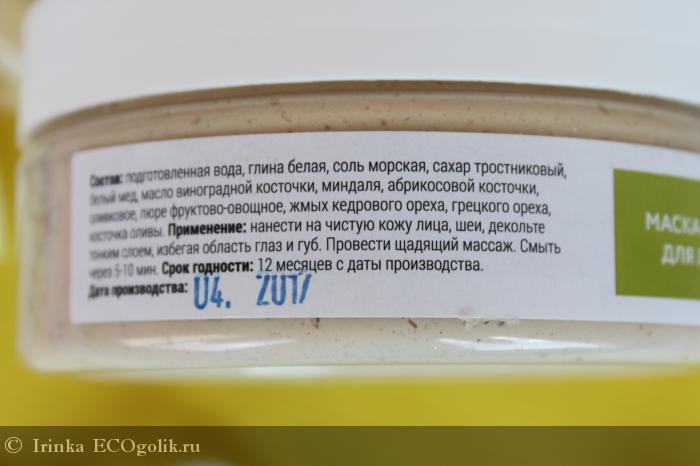 Состав: подготовленная вода, глина белая, соль морская, сахар тростниковый,
белый мед, масло виноградной косточки, миндаля, абрикосовой косточки,
оливковое, пюре фруктово-овощное, жмых кедрового ореха, грецкого ореха,
косточка оливы. Применение: нанести на чистую кожу лица, шеи, декольте
тонким слоем, избегая область глаз и губ. Провести щадящий массаж. Смыть
через 5-10 мин. Срок годности: 12 месяцев с даты производства.
Дата производства: 04. 2017
МАСКА
ДЛЯ
© Irinka ECOgolik.ru